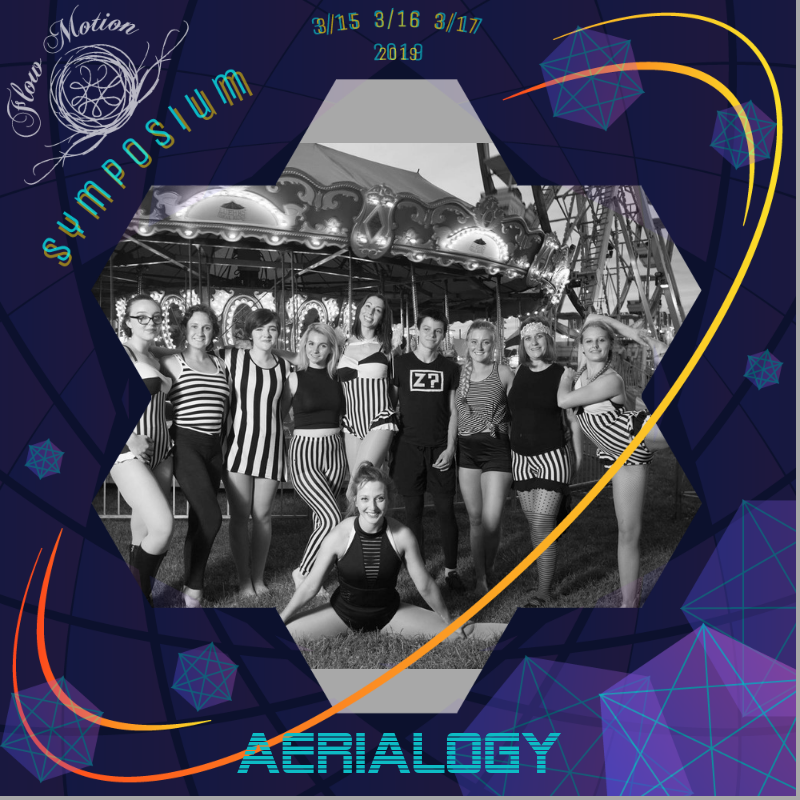 Flow Motion
SYMPOSIUM
3/15 3/16 3/17
2019
Z?
AERIALOGY